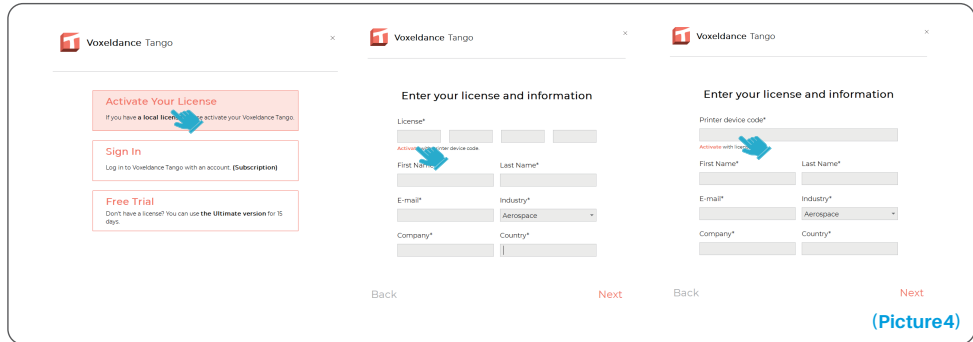 Voxeldance Tango
×
Activate Your License
If you have a local licen e activate your Voxeldance Tango.
Sign In
Log in to Voxeldance Tango with an account. (Subscription)
Free Trial
Don't have a license? You can use the Ultimate version for 15
days.
Voxeldance Tango
×
Enter your license and information
License*
Activate with printer device code.
First Name*
Last Name*
E-mail*
Industry*
Aerospace
Company*
Country*
Back
Next
Voxeldance Tango
×
Enter your license and information
Printer device code*
Activate with
First Name*
Last Name*
E-mail*
Industry*
Aerospace
Company*
Country*
Back
Next
(Picture4)